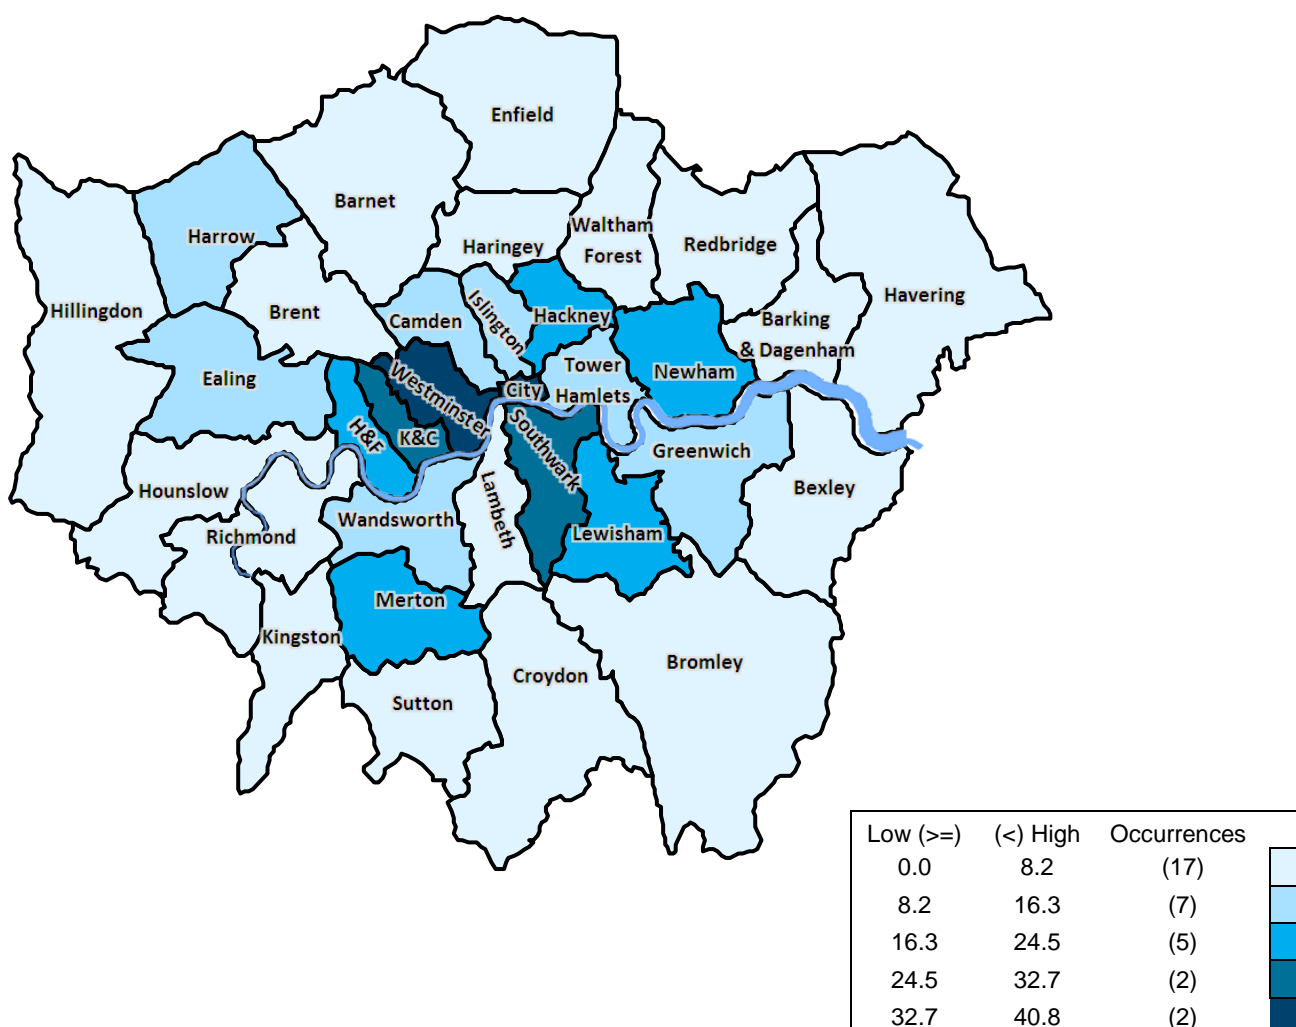 Enfield
Barnet
Waltham
Forest
Harrow
Haringey
Redbridge
Hillingdon
Brent
Havering
Camden
Islington
Hackney
Barking
& Dagenham
Ealing
Tower
Hamlets
Newham
Westminster
City
H&F
K&C
Southwark
Greenwich
Hounslow
Bexley
Lambeth
Richmond
Wandsworth
Lewisham
Merton
Kingston
Bromley
Croydon
Sutton
Low (>=) (<) High Occurrences
0.0 8.2 (17)
8.2 16.3 (7)
16.3 24.5 (5)
24.5 32.7 (2)
32.7 40.8 (2)